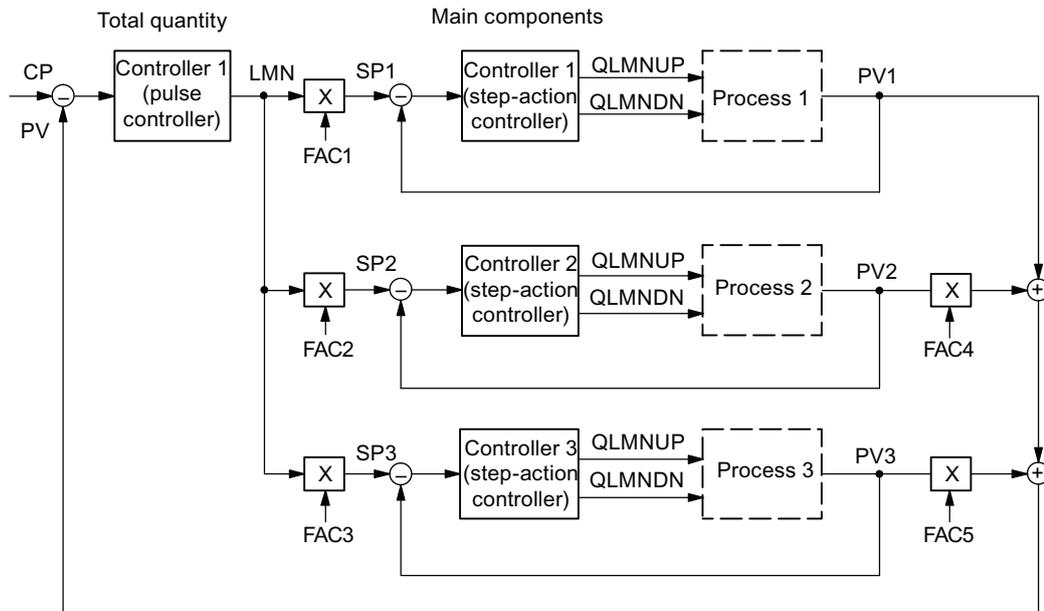 Total quantity
Main components
CP
PV
Controller 1
(pulse
controller)
LMN
X
FAC1
SP1
Controller 1
(step-action
controller)
QLMNUP
QLMNDN
Process 1
PV1
X
FAC2
SP2
Controller 2
(step-action
controller)
QLMNUP
QLMNDN
Process 2
PV2
X
FAC4
X
FAC3
SP3
Controller 3
(step-action
controller)
QLMNUP
QLMNDN
Process 3
PV3
X
FAC5